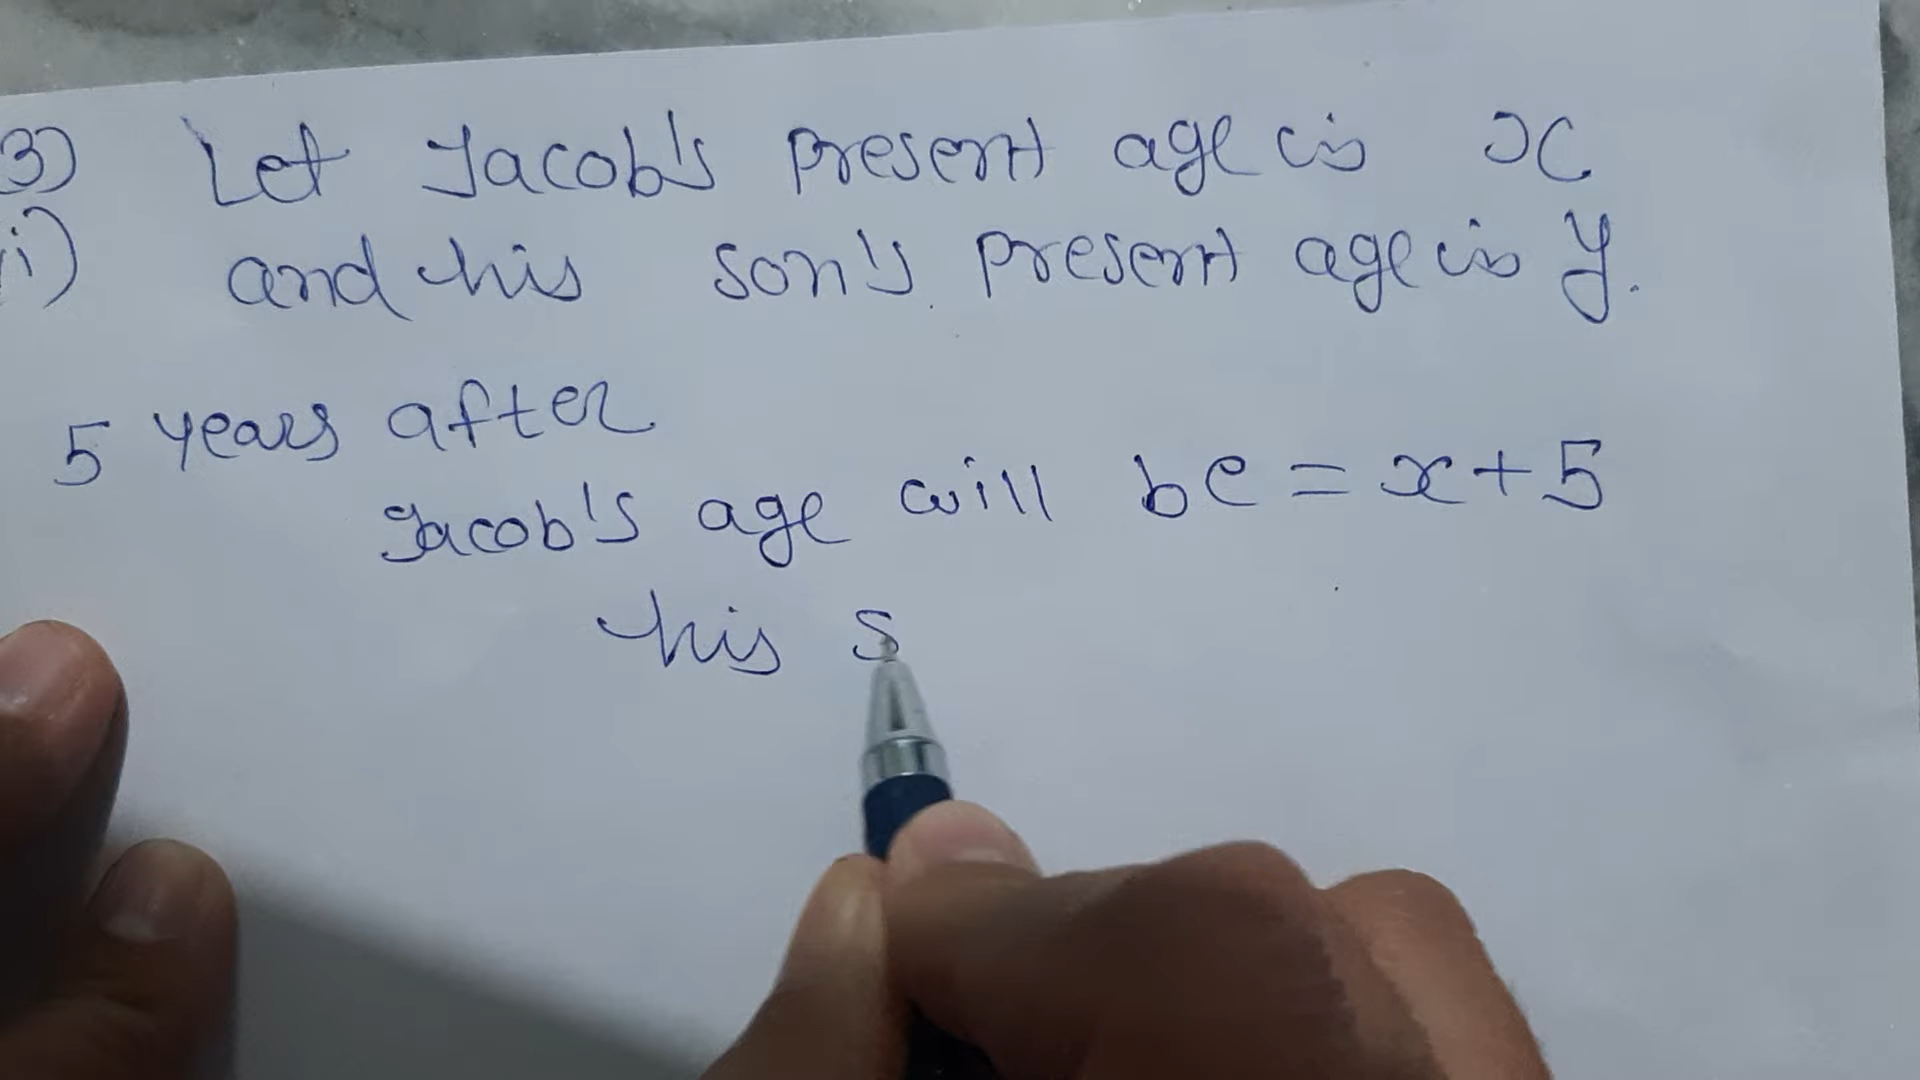 3) Let Jacob's present age is x
i) and his son's present age is y.
5 years after
Jacob's age will be = x + 5
his s